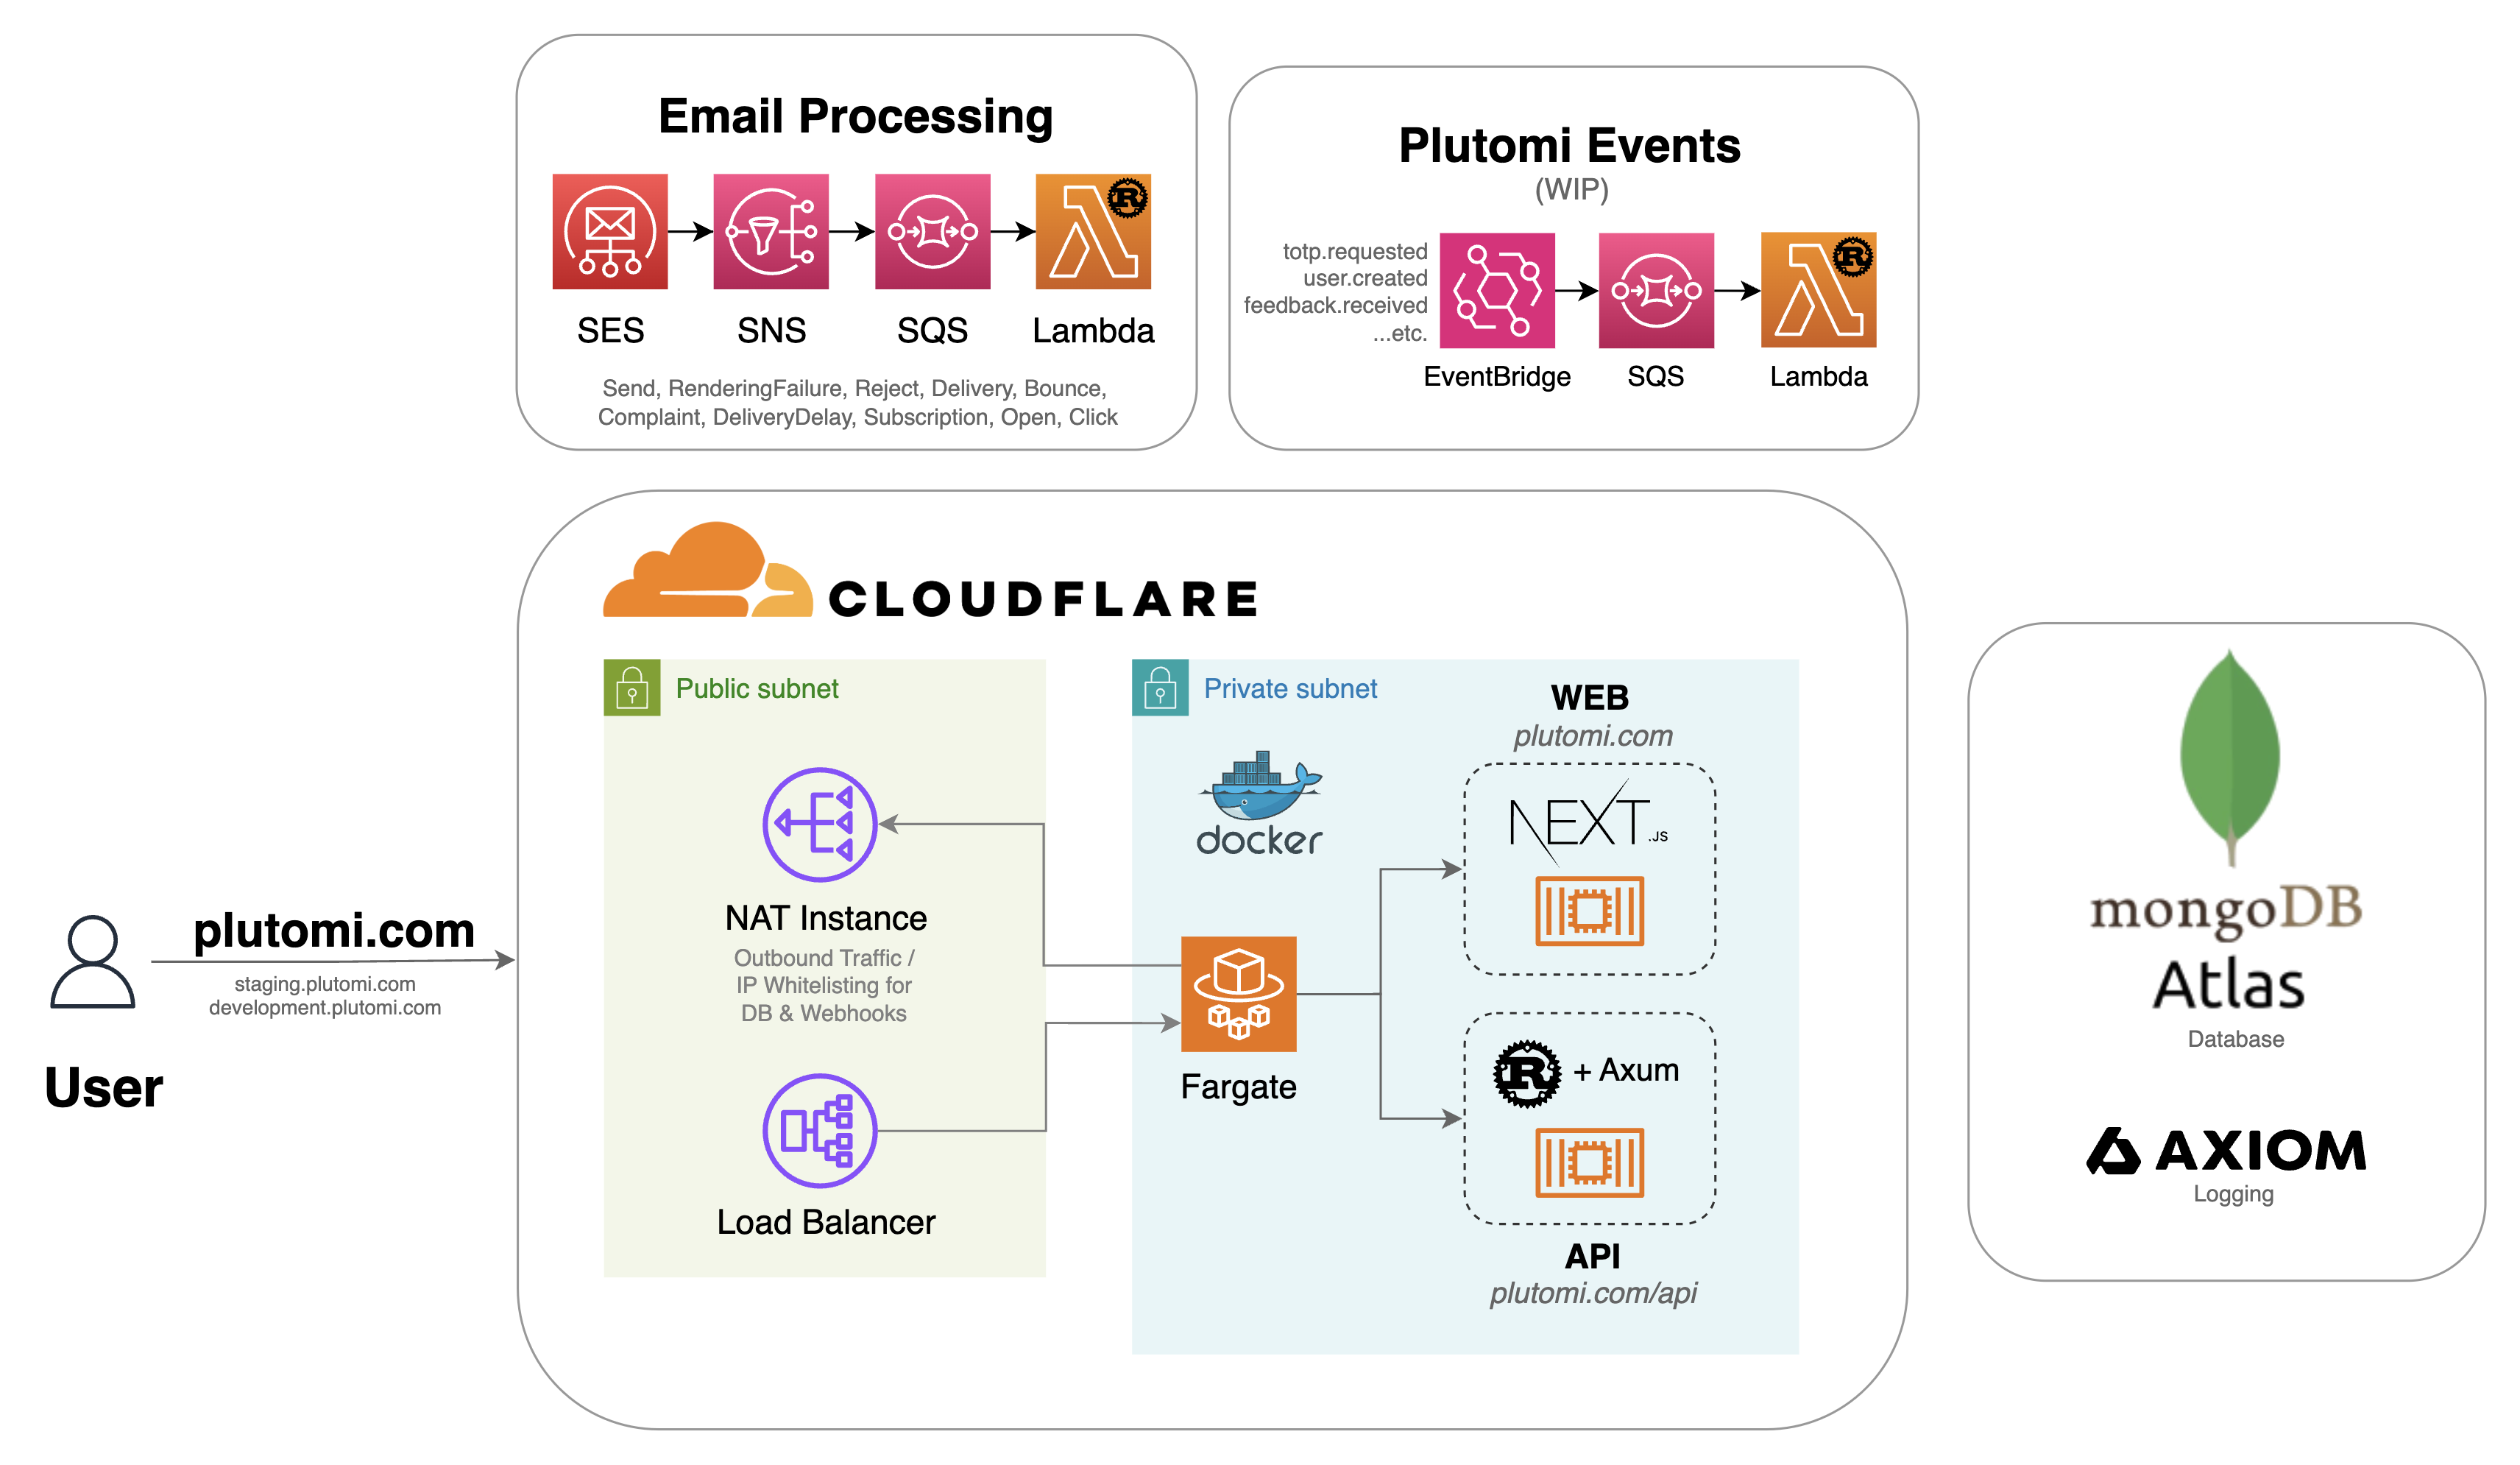 Email Processing
SES
SNS
SQS
Lambda
Send, RenderingFailure, Reject, Delivery, Bounce,
Complaint, DeliveryDelay, Subscription, Open, Click
Plutomi Events
(WIP)
totp.requested
user.created
feedback.received
...etc.
EventBridge
SQS
Lambda
CLOUDFLARE
Public subnet
NAT Instance
Outbound Traffic /
IP Whitelisting for
DB & Webhooks
Load Balancer
Private subnet
docker
Fargate
WEB
plutomi.com
NEXT.JS
R + Axum
API
plutomi.com/api
plutomi.com
staging.plutomi.com
development.plutomi.com
User
mongoDB
Atlas
Database
AXIOM
Logging